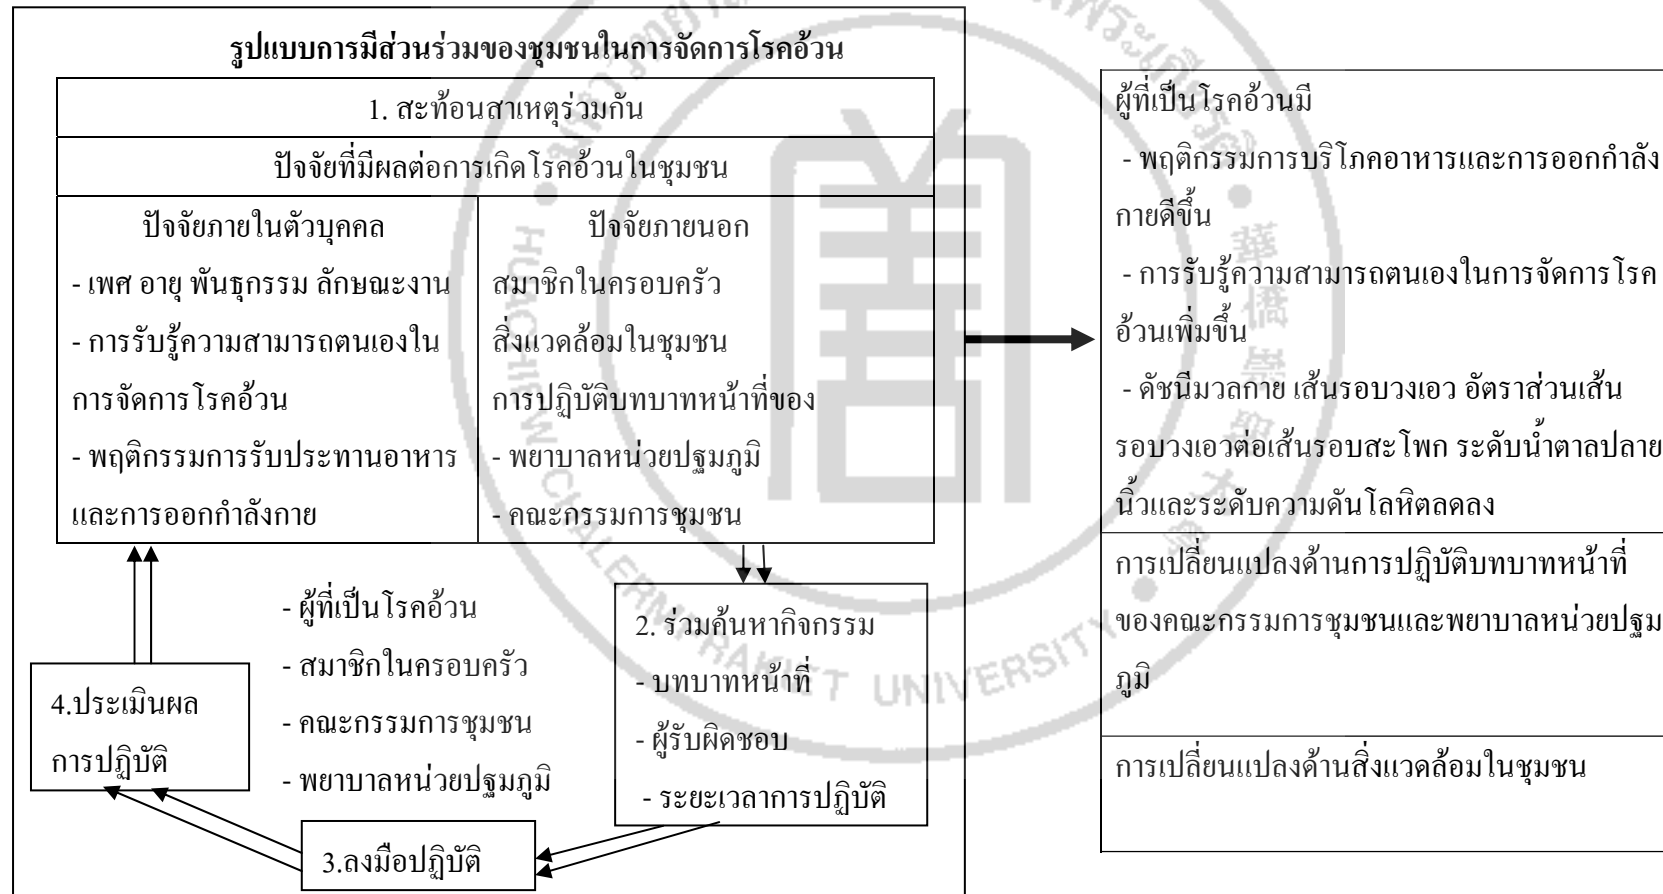 รูปแบบการมีส่วนร่วมของชุมชนในการจัดการโรคอ้วน
1. สะท้อนสาเหตุร่วมกัน
ปัจจัยที่มีผลต่อการเกิดโรคอ้วนในชุมชน
ปัจจัยภายในตัวบุคคล
- เพศ อายุ พันธุกรรม ลักษณะงาน
- การรับรู้ความสามารถตนเองใน
การจัดการโรคอ้วน
- พฤติกรรมการรับประทานอาหาร
และการออกกำลังกาย
ปัจจัยภายนอก
สมาชิกในครอบครัว
สิ่งแวดล้อมในชุมชน
การปฏิบัติบทบาทหน้าที่ของ
- พยาบาลหน่วยปฐมภูมิ
- คณะกรรมการชุมชน
2. ร่วมค้นหากิจกรรม
- บทบาทหน้าที่
- ผู้รับผิดชอบ
- ระยะเวลาการปฏิบัติ
3.ลงมือปฏิบัติ
4.ประเมินผล
การปฏิบัติ
- ผู้ที่เป็นโรคอ้วน
- สมาชิกในครอบครัว
- คณะกรรมการชุมชน
- พยาบาลหน่วยปฐมภูมิ
ผู้ที่เป็นโรคอ้วนมี
- พฤติกรรมการบริโภคอาหารและการออกกำลัง
กายดีขึ้น
- การรับรู้ความสามารถตนเองในการจัดการโรค
อ้วนเพิ่มขึ้น
- ดัชนีมวลกาย เส้นรอบวงเอว อัตราส่วนเส้น
รอบวงเอวต่อเส้นรอบสะโพก ระดับน้ำตาลปลาย
นิ้วและระดับความดันโลหิตลดลง
การเปลี่ยนแปลงด้านการปฏิบัติบทบาทหน้าที่
ของคณะกรรมการชุมชนและพยาบาลหน่วยปฐม
ภูมิ
การเปลี่ยนแปลงด้านสิ่งแวดล้อมในชุมชน
HUACHIEW CHALERMPRAKIET UNIVERSITY